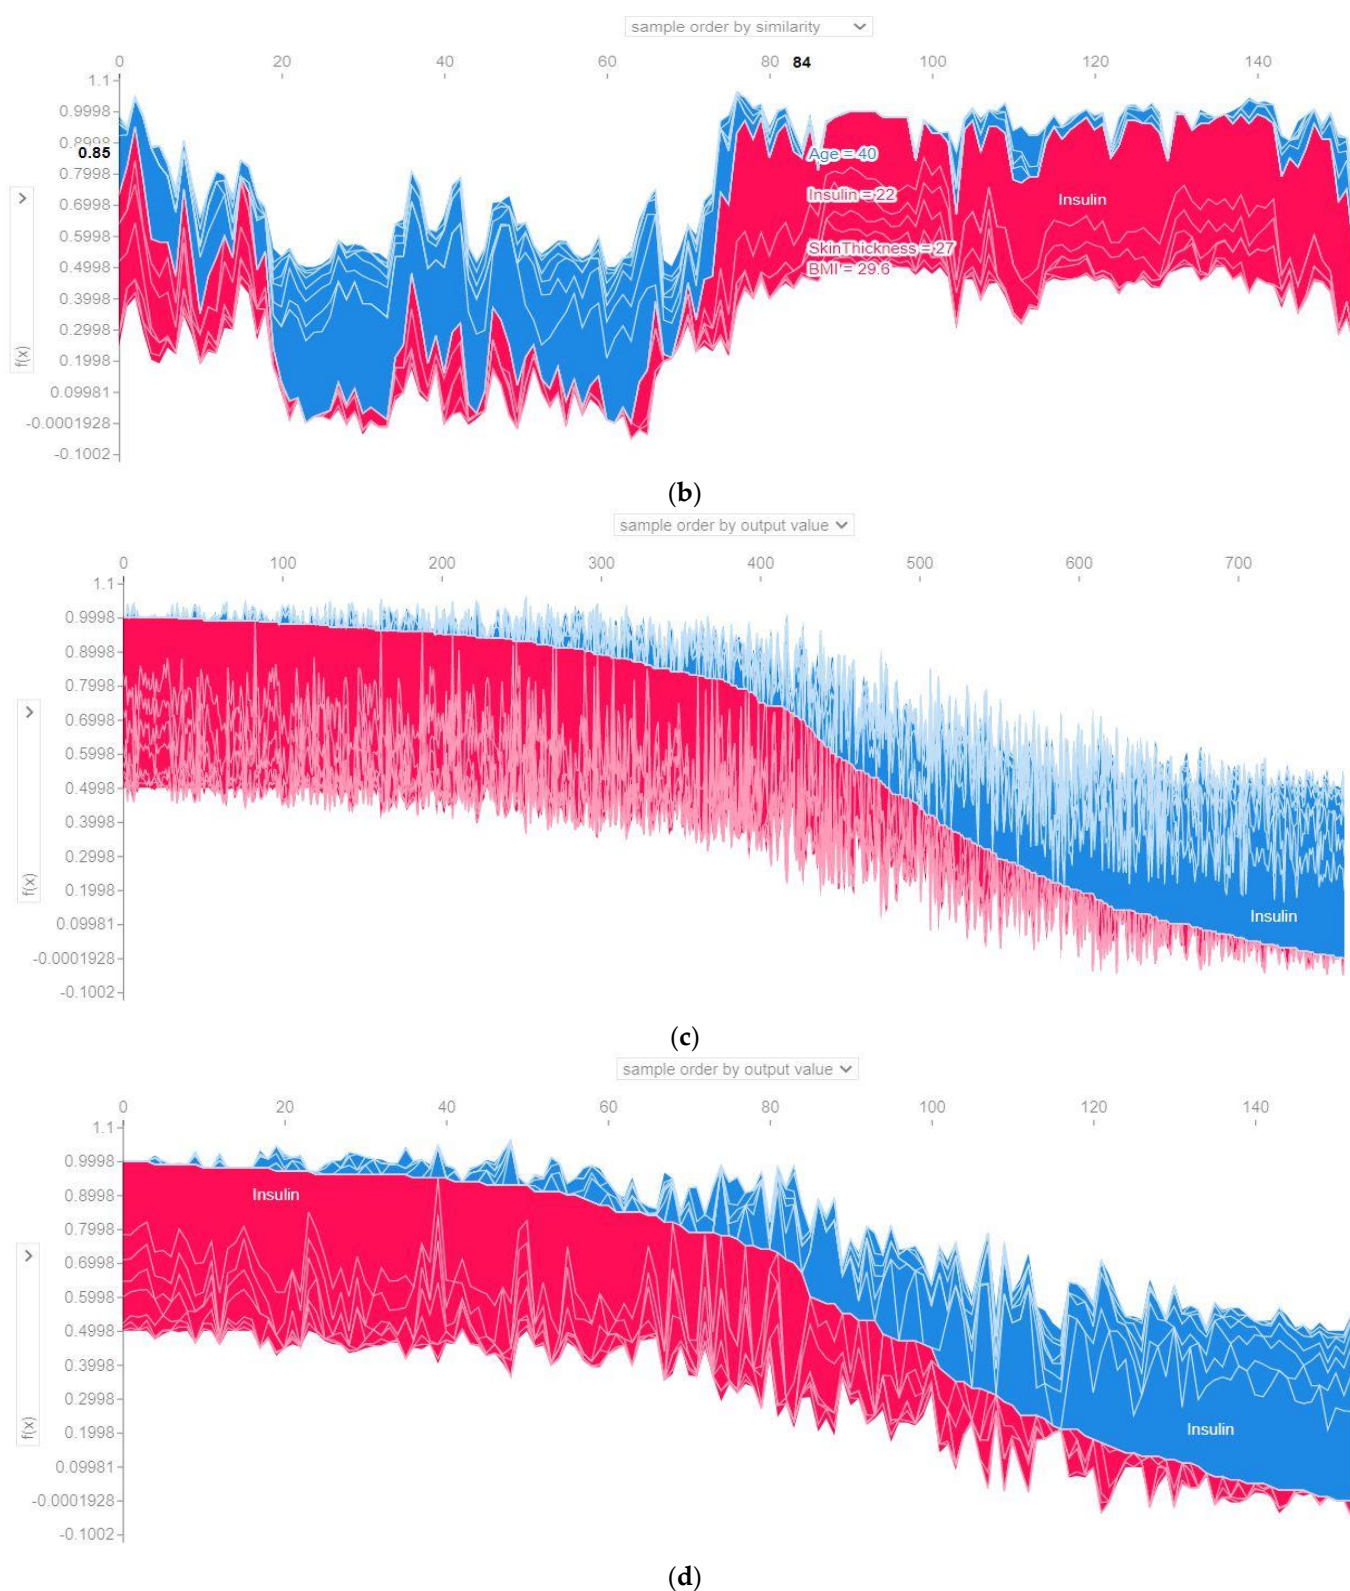 sample order by similarity
0 20 40 60 80 84 100 120 140
1.1
0.9998
0.8998
0.85
0.7998
0.6998
0.5998
0.4998
0.3998
0.2998
0.1998
0.09981
-0.0001928
-0.1002
f(x)
Age = 40
Insulin = 22
Insulin
SkinThickness = 27
BMI = 29.6
(b)
sample order by output value
0 100 200 300 400 500 600 700
1.1
0.9998
0.8998
0.7998
0.6998
0.5998
0.4998
0.3998
0.2998
0.1998
0.09981
-0.0001928
-0.1002
f(x)
Insulin
(c)
sample order by output value
0 20 40 60 80 100 120 140
1.1
0.9998
0.8998
0.7998
0.6998
0.5998
0.4998
0.3998
0.2998
0.1998
0.09981
-0.0001928
-0.1002
f(x)
Insulin
Insulin
(d)